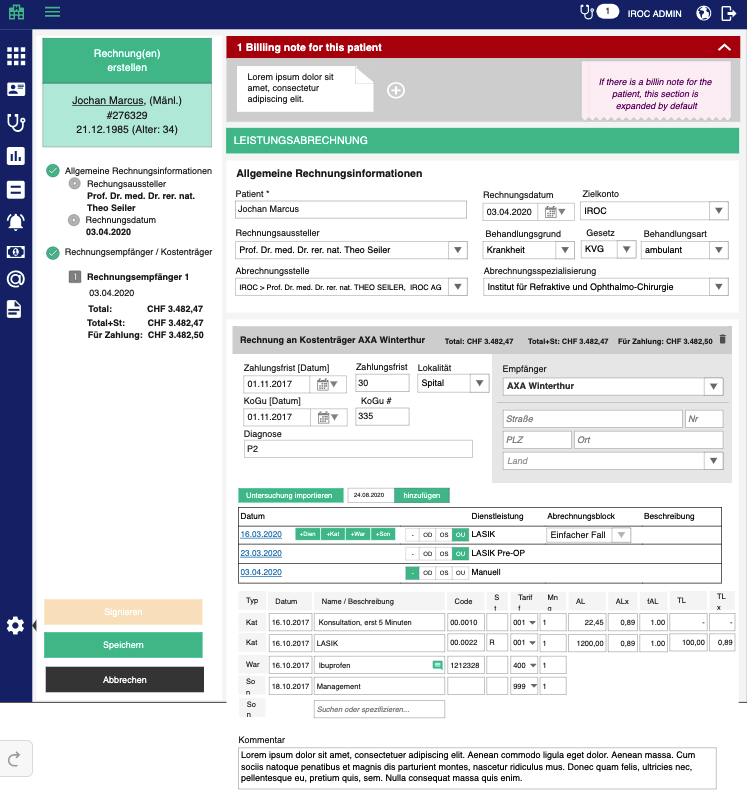 1
IROC ADMIN
Rechnung(en)
erstellen
Jochan Marcus, (Mänl.)
#276329
21.12.1985 (Alter: 34)
Allgemeine Rechnungsinformationen
Rechungsaussteller
Prof. Dr. med. Dr. rer. nat.
Theo Seiler
Rechnungsdatum
03.04.2020
Rechnungsempfänger / Kostenträger
1 Rechnungsempfänger 1
03.04.2020
Total: CHF 3.482,47
Total+St: CHF 3.482,47
Für Zahlung: CHF 3.482,50
Signieren
Speichern
Abbrechen
1 Billling note for this patient
Lorem ipsum dolor sit
amet, consectetur
adipiscing elit.
If there is a billin note for the
patient, this section is
expanded by default
LEISTUNGSABRECHNUNG
Allgemeine Rechnungsinformationen
Patient * Rechnungsdatum Zielkonto
Jochan Marcus 03.04.2020 IROC
Rechungsaussteller Behandlungsgrund Gesetz Behandlungsart
Prof. Dr. med. Dr. rer. nat. Theo Seiler Krankheit KVG ambulant
Abrechnungsstelle Abrechnungsspezialisierung
IROC > Prof. Dr. med. Dr. rer. nat. THEO SEILER, IROC AG Institut für Refraktive und Ophthalmo-Chirurgie
Rechnung an Kostenträger AXA Winterthur Total: CHF 3.482,47 Total+St: CHF 3.482,47 Für Zahlung: CHF 3.482,50
Zahlungsfrist [Datum] Zahlungsfrist Lokalität Empfänger
01.11.2017 30 Spital AXA Winterthur
KoGu [Datum] KoGu #
01.11.2017 335
Straße Nr
Diagnose
PLZ Ort
P2
Land
Untersuchung importieren 24.08.2020 hinzufügen
Datum Dienstleistung Abrechnungsblock Beschreibung
16.03.2020 +Dien +Kat +War +Son - OD OS OU LASIK Einfacher Fall
23.03.2020 - OD OS OU LASIK Pre-OP
03.04.2020 - OD OS OU Manuell
Typ Datum Name / Beschreibung Code S t Tarif f Mn g AL ALx fAL TL TL x
Kat 16.10.2017 Konsultation, erst 5 Minuten 00.0010 001 1 22,45 0,89 1.00 - -
Kat 16.10.2017 LASIK 00.0022 R 001 1 1200,00 0,89 1.00 100,00 0,89
War 16.10.2017 Ibuprofen 1212328 400 1
So n 18.10.2017 Management 999 1
So n Suchen oder spezifizieren...
Kommentar
Lorem ipsum dolor sit amet, consectetuer adipiscing elit. Aenean commodo ligula eget dolor. Aenean massa. Cum
sociis natoque penatibus et magnis dis parturient montes, nascetur ridiculus mus. Donec quam felis, ultricies nec,
pellentesque eu, pretium quis, sem. Nulla consequat massa quis enim.